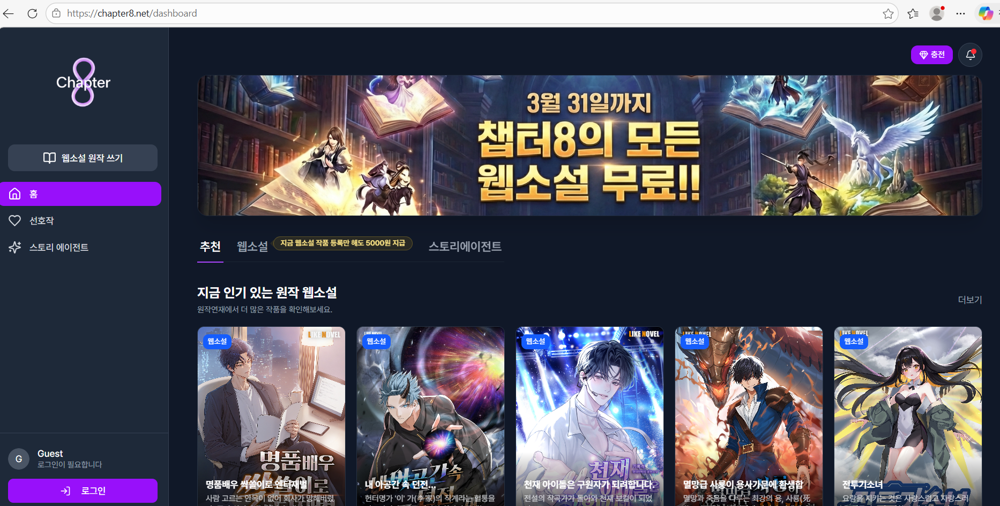 https://chapter8.net/dashboard
Chapter
충전
3월 31일까지
챕터8의 모든
웹소설 무료!!
웹소설 원작 쓰기
홈
선호작
스토리 에이전트
추천
웹소설
지금 웹소설 작품 등록만 해도 5000원 지급
스토리에이전트
지금 인기 있는 원작 웹소설
원작연재에서 더 많은 작품을 확인해보세요.
더보기
웹소설
LIKE NOVEL
명품배우
명품배우 싹쓸이로 엔터재벌
사람 고르는 안목이 없어 회사가 망해버렸
웹소설
LIKE NOVEL
내 아공간 속
내 아공간 속 던전...
헌터명가 '이' 가(李家)의 직계라는 혈통을
웹소설
LIKE NOVEL
천재
천재 아이돌은 구원자가 되려합니다.
전설의 작곡가가 돌아와 천재 보컬이 되었
웹소설
LIKE NOVEL
멸망급 사룡이 용사가문에 환생함
멸망과 죽음을 다루는 최강의 용, 사룡(死
웹소설
LIKE NOVEL
전투기소녀
요람을 지키는 것은 사랑스럽고 자랑스러
G
Guest
로그인이 필요합니다
로그인